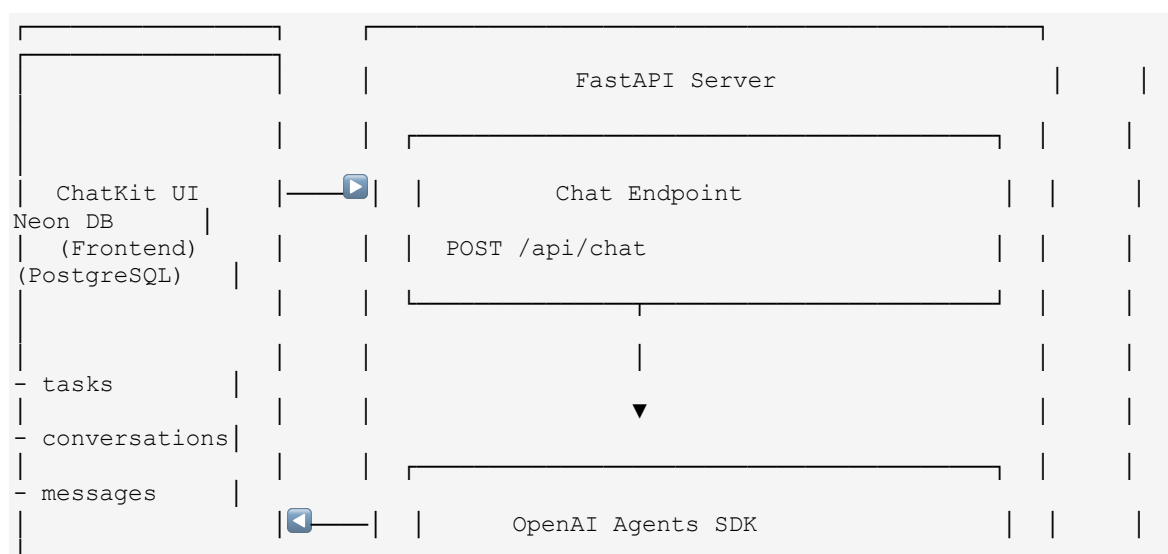 FastAPI Server
ChatKit UI Chat Endpoint
Neon DB
(Frontend) POST /api/chat
(PostgreSQL)
- tasks
- conversations
- messages
OpenAI Agents SDK